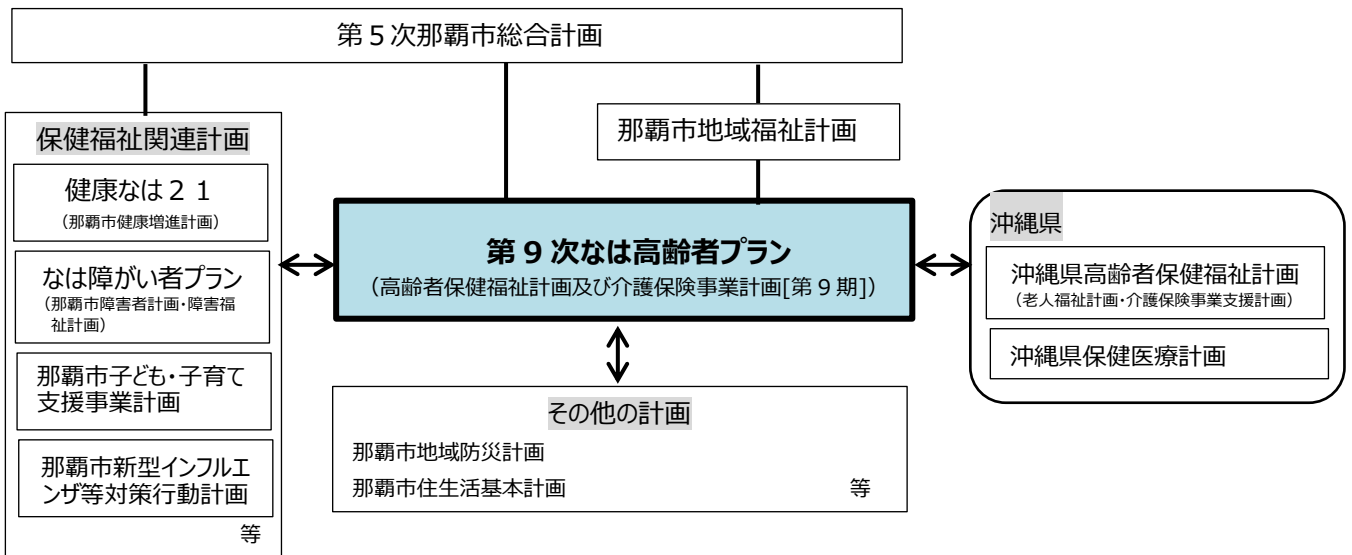 第５次那覇市総合計画
那覇市地域福祉計画
保健福祉関連計画
健康なは２１
（那覇市健康増進計画）
なは障がい者プラン
（那覇市障害者計画・障害福
祉計画）
那覇市子ども・子育て
支援事業計画
那覇市新型インフルエ
ンザ等対策行動計画
等
第 9 次なは高齢者プラン
（高齢者保健福祉計画及び介護保険事業計画[第９期]）
沖縄県
沖縄県高齢者保健福祉計画
（老人福祉計画・介護保険事業支援計画）
沖縄県保健医療計画
その他の計画
那覇市地域防災計画
那覇市住生活基本計画 等